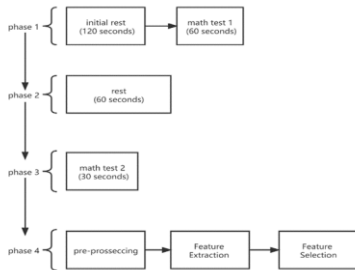 phase 1
initial rest
(120 seconds)
math test 1
(60 seconds)
phase 2
rest
(60 seconds)
phase 3
math test 2
(30 seconds)
phase 4
pre-prosseccing
Feature
Extraction
Feature
Selection